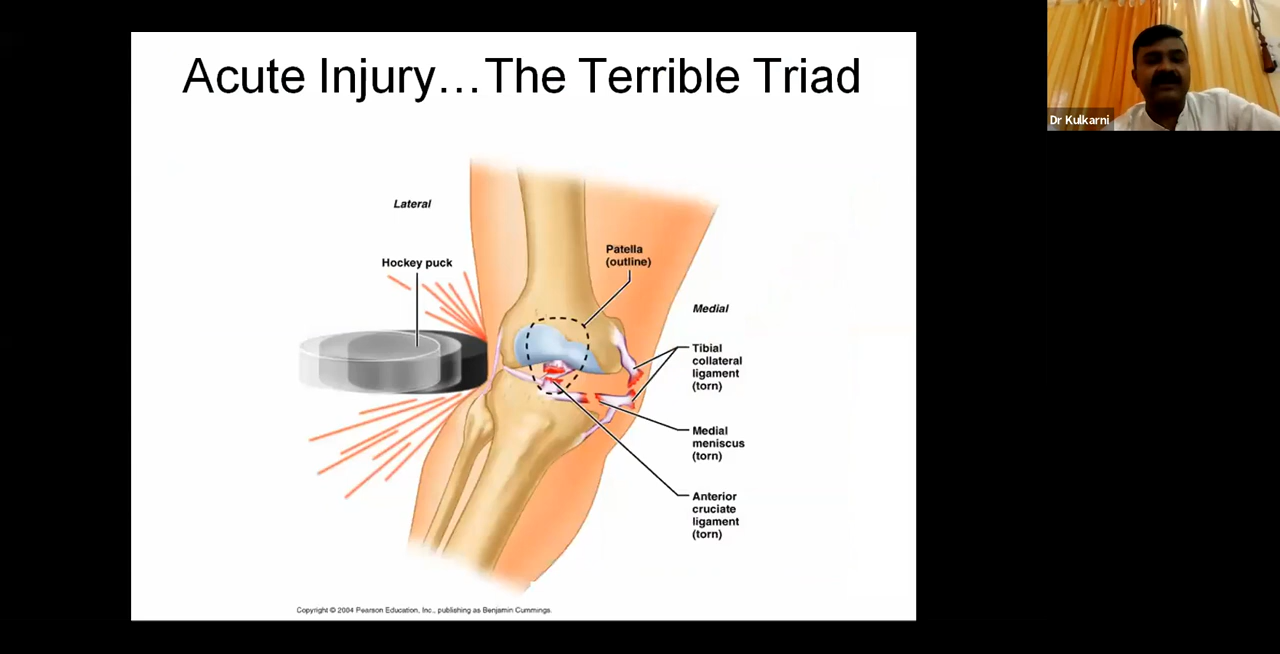 Acute Injury…The Terrible Triad
Dr Kulkarni
Lateral
Hockey puck
Patella
(outline)
Medial
Tibial
collateral
ligament
(torn)
Medial
meniscus
(torn)
Anterior
cruciate
ligament
(torn)
Copyright © 2004 Pearson Education, Inc., publishing as Benjamin Cummings.